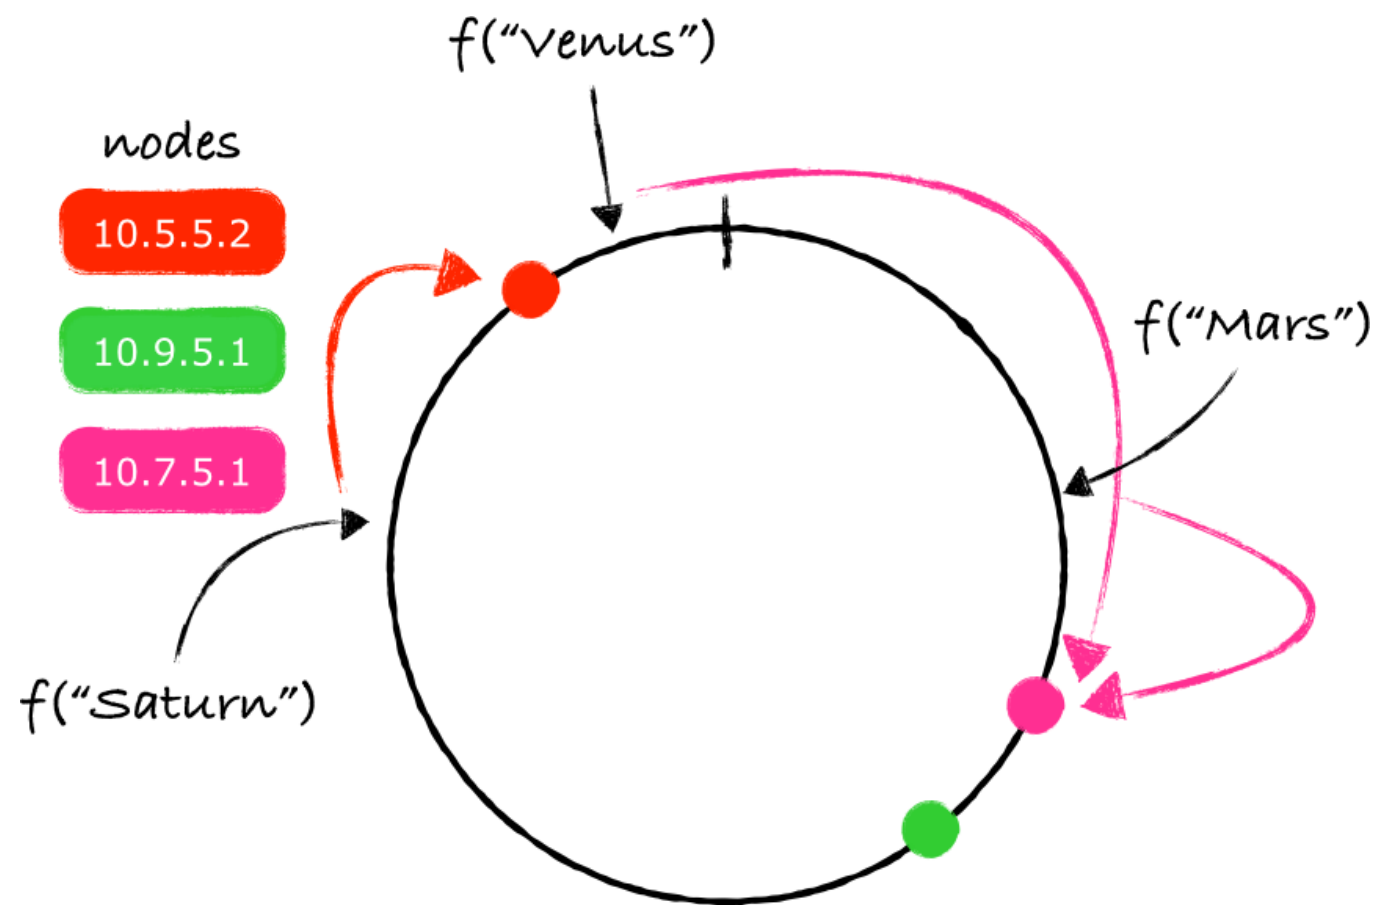 f(“Venus”)
nodes
10.5.5.2
10.9.5.1
10.7.5.1
f(“Mars”)
f(“Saturn”)